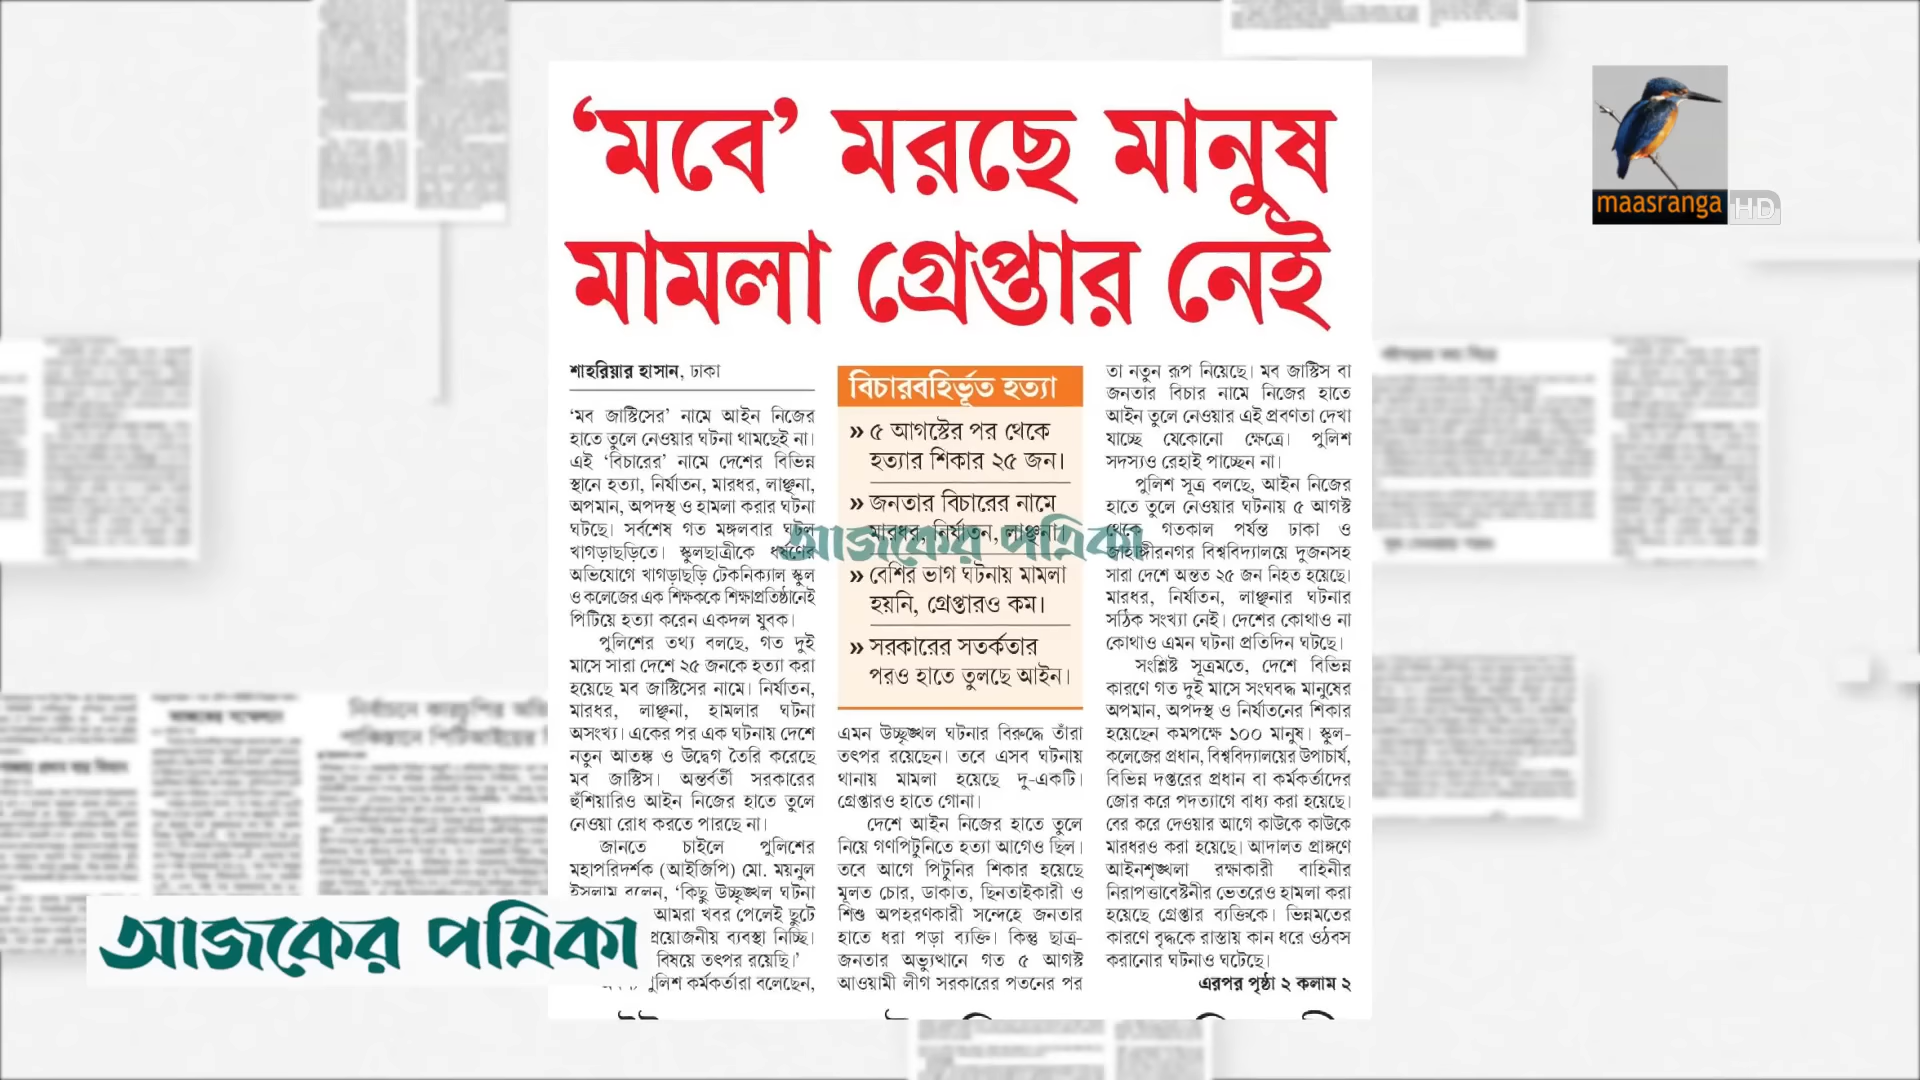 ‘মবে’ মরছে মানুষ
মামলা গ্রেপ্তার নেই
maasranga HD
শাহরিয়ার হাসান, ঢাকা
‘মব জাস্টিসের’ নামে আইন নিজের
হাতে তুলে নেওয়ার ঘটনা থামছেই না।
এই ‘বিচারের’ নামে দেশের বিভিন্ন
স্থানে হত্যা, নির্যাতন, মারধর, লাঞ্ছনা,
অপমান, অপদস্থ ও হামলা করার ঘটনা
ঘটছে। সর্বশেষ গত মঙ্গলবার ঘটল
খাগড়াছড়িতে। স্কুলছাত্রীকে ধর্ষণের
অভিযোগে খাগড়াছড়ি টেকনিক্যাল স্কুল
ও কলেজের এক শিক্ষককে শিক্ষাপ্রতিষ্ঠানেই
পিটিয়ে হত্যা করেন একদল যুবক।
পুলিশের তথ্য বলছে, গত দুই
মাসে সারা দেশে ২৫ জনকে হত্যা করা
হয়েছে মব জাস্টিসের নামে। নির্যাতন,
মারধর, লাঞ্ছনা, হামলার ঘটনা
অসংখ্য। একের পর এক ঘটনায় দেশে
নতুন আতঙ্ক ও উদ্বেগ তৈরি করেছে
মব জাস্টিস। অন্তর্বর্তী সরকারের
হুঁশিয়ারিও আইন নিজের হাতে তুলে
নেওয়া রোধ করতে পারছে না।
জানতে চাইলে পুলিশের
মহাপরিদর্শক (আইজিপি) মো. ময়নুল
ইসলাম বলেন, ‘কিছু উচ্ছৃঙ্খল ঘটনা
আমরা খবর পেলেই ছুটে
প্রয়োজনীয় ব্যবস্থা নিচ্ছি।
বিষয়ে তৎপর রয়েছি।’
পুলিশ কর্মকর্তারা বলেছেন,
বিচারবহির্ভূত হত্যা
» ৫ আগস্টের পর থেকে
হত্যার শিকার ২৫ জন।
» জনতার বিচারের নামে
মারধর, নির্যাতন, লাঞ্ছনা।
» বেশির ভাগ ঘটনায় মামলা
হয়নি, গ্রেপ্তারও কম।
» সরকারের সতর্কতার
পরও হাতে তুলছে আইন।
এমন উচ্ছৃঙ্খল ঘটনার বিরুদ্ধে তাঁরা
তৎপর রয়েছেন। তবে এসব ঘটনায়
থানায় মামলা হয়েছে দু-একটি।
গ্রেপ্তারও হাতে গোনা।
দেশে আইন নিজের হাতে তুলে
নিয়ে গণপিটুনিতে হত্যা আগেও ছিল।
তবে আগে পিটুনির শিকার হয়েছে
মূলত চোর, ডাকাত, ছিনতাইকারী ও
শিশু অপহরণকারী সন্দেহে জনতার
হাতে ধরা পড়া ব্যক্তি। কিন্তু ছাত্র-
জনতার অভ্যুত্থানে গত ৫ আগস্ট
আওয়ামী লীগ সরকারের পতনের পর
তা নতুন রূপ নিয়েছে। মব জাস্টিস বা
জনতার বিচার নামে নিজের হাতে
আইন তুলে নেওয়ার এই প্রবণতা দেখা
যাচ্ছে যেকোনো ক্ষেত্রে। পুলিশ
সদস্যও রেহাই পাচ্ছেন না।
পুলিশ সূত্র বলছে, আইন নিজের
হাতে তুলে নেওয়ার ঘটনায় ৫ আগস্ট
থেকে গতকাল পর্যন্ত ঢাকা ও
জাহাঙ্গীরনগর বিশ্ববিদ্যালয়ে দুজনসহ
সারা দেশে অন্তত ২৫ জন নিহত হয়েছে।
মারধর, নির্যাতন, লাঞ্ছনার ঘটনার
সঠিক সংখ্যা নেই। দেশের কোথাও না
কোথাও এমন ঘটনা প্রতিদিন ঘটছে।
সংশ্লিষ্ট সূত্রমতে, দেশে বিভিন্ন
কারণে গত দুই মাসে সংঘবদ্ধ মানুষের
অপমান, অপদস্থ ও নির্যাতনের শিকার
হয়েছেন কমপক্ষে ১০০ মানুষ। স্কুল-
কলেজের প্রধান, বিশ্ববিদ্যালয়ের উপাচার্য,
বিভিন্ন দপ্তরের প্রধান বা কর্মকর্তাদের
জোর করে পদত্যাগে বাধ্য করা হয়েছে।
বের করে দেওয়ার আগে কাউকে কাউকে
মারধরও করা হয়েছে। আদালত প্রাঙ্গণে
আইনশৃঙ্খলা রক্ষাকারী বাহিনীর
নিরাপত্তাবেষ্টনীর ভেতরেও হামলা করা
হয়েছে গ্রেপ্তার ব্যক্তিকে। ভিন্নমতের
কারণে বৃদ্ধকে রাস্তায় কান ধরে ওঠবস
করানোর ঘটনাও ঘটেছে।
এরপর পৃষ্ঠা ২ কলাম ২
আজকের পত্রিকা
আজকের পত্রিকা